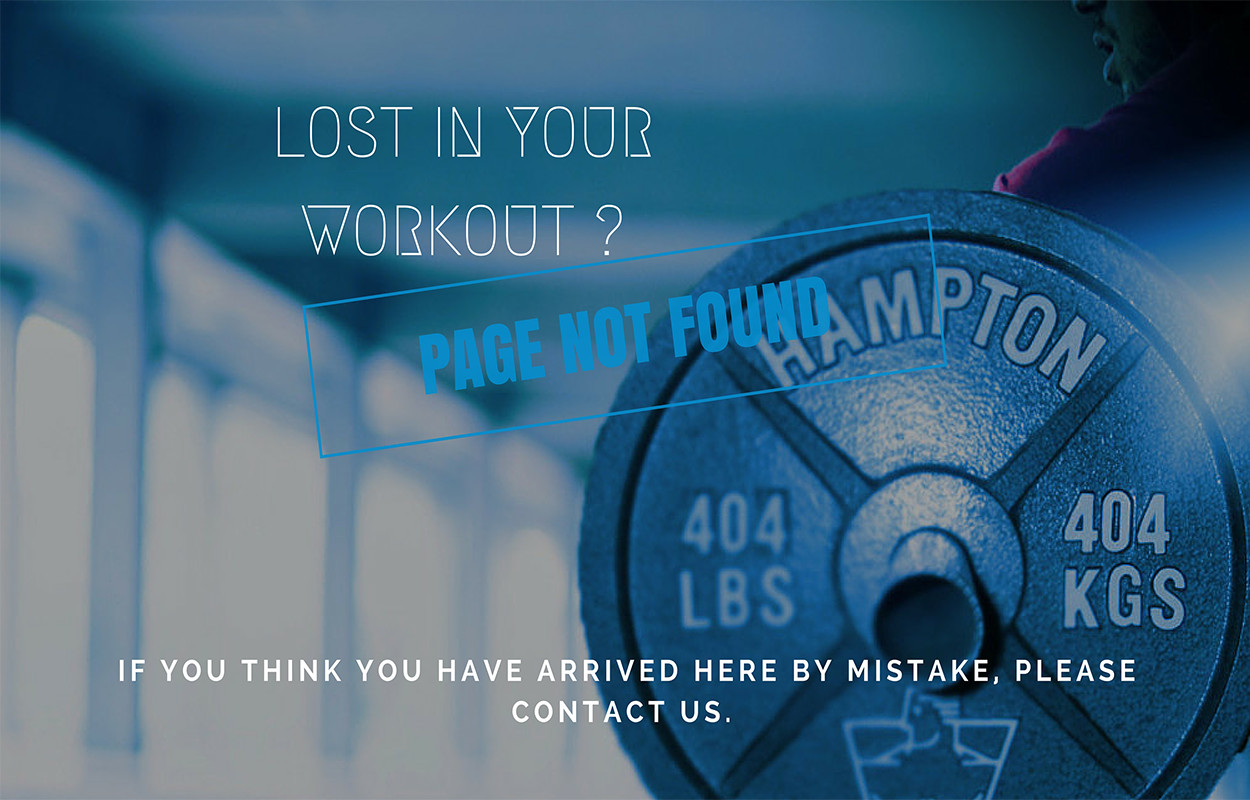 LOST IN YOUR
WORKOUT ?
PAGE NOT FOUND
HAMPTON
404
LBS
404
KGS
IF YOU THINK YOU HAVE ARRIVED HERE BY MISTAKE, PLEASE
CONTACT US.